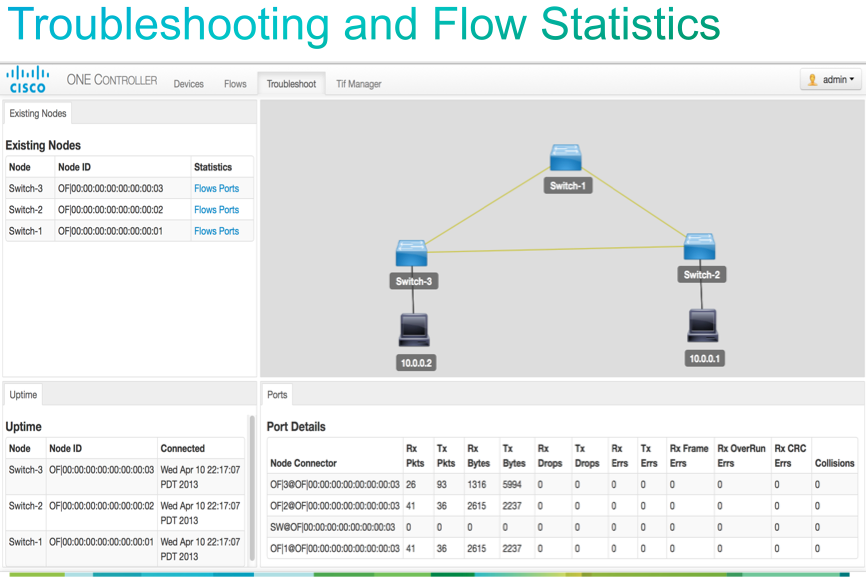 Troubleshooting and Flow Statistics
CISCO ONE CONTROLLER Devices Flows Troubleshoot Tif Manager admin
Existing Nodes
Existing Nodes
Node Node ID Statistics
Switch-3 OF|00:00:00:00:00:00:00:03 Flows Ports
Switch-2 OF|00:00:00:00:00:00:00:02 Flows Ports
Switch-1 OF|00:00:00:00:00:00:00:01 Flows Ports
Switch-1
Switch-3
Switch-2
10.0.0.2
10.0.0.1
Uptime
Uptime
Node Node ID Connected
Switch-3 OF|00:00:00:00:00:00:00:03 Wed Apr 10 22:17:07
PDT 2013
Switch-2 OF|00:00:00:00:00:00:00:02 Wed Apr 10 22:17:07
PDT 2013
Switch-1 OF|00:00:00:00:00:00:00:01 Wed Apr 10 22:17:07
PDT 2013
Ports
Port Details
Rx Tx Rx Tx Rx Tx Rx Tx Rx Frame Rx OverRun Rx CRC
Node Connector Pkts Pkts Bytes Bytes Drops Drops Errs Errs Errs Errs Errs Collisions
OF|3@OF|00:00:00:00:00:00:00:03 26 93 1316 5994 0 0 0 0 0 0 0 0
OF|2@OF|00:00:00:00:00:00:00:03 41 36 2615 2237 0 0 0 0 0 0 0 0
SW@OF|00:00:00:00:00:00:00:03 0 0 0 0 0 0 0 0 0 0 0 0
OF|1@OF|00:00:00:00:00:00:00:03 41 36 2615 2237 0 0 0 0 0 0 0 0